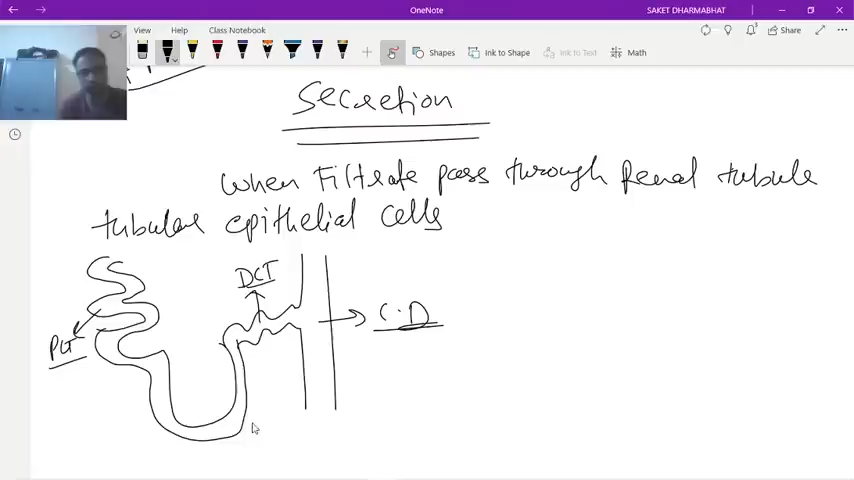 OneNote
SAKET DHARMABHAT
View Help Class Notebook
Share
Shapes Ink to Shape Ink to Text Math
Secretion
When Filtrate pass through Renal tubule
tubular epithelial cells
DCT
C.D
PCT